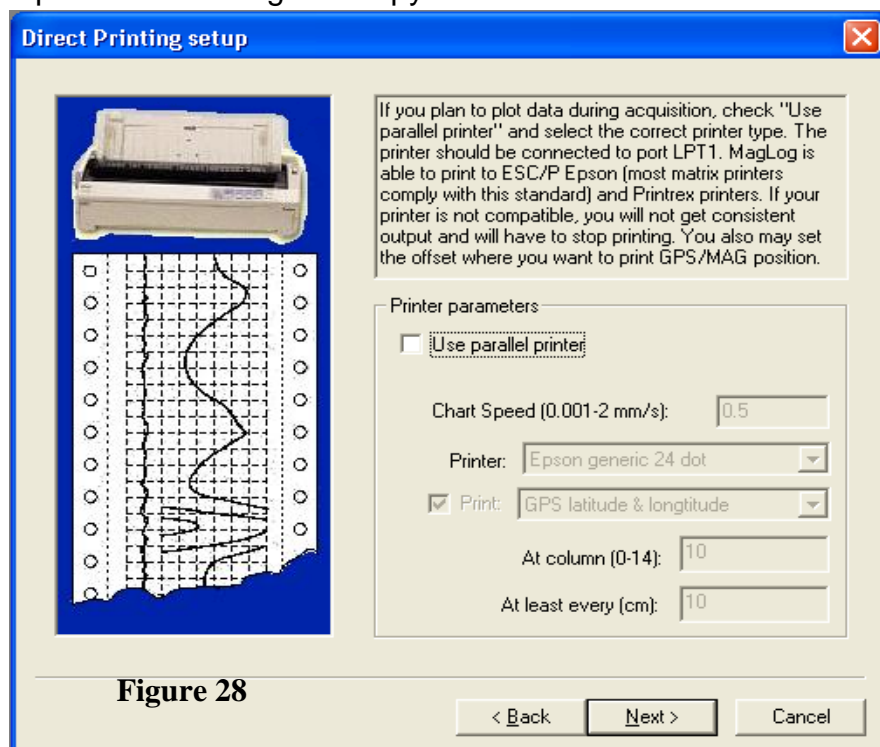 Direct Printing setup
If you plan to plot data during acquisition, check "Use
parallel printer" and select the correct printer type. The
printer should be connected to port LPT1. MagLog is
able to print to ESC/P Epson (most matrix printers
comply with this standard) and Printrex printers. If your
printer is not compatible, you will not get consistent
output and will have to stop printing. You also may set
the offset where you want to print GPS/MAG position.
Printer parameters
Use parallel printer
Chart Speed (0.001-2 mm/s): 0.5
Printer: Epson generic 24 dot
Print: GPS latitude & longtitude
At column (0-14): 10
At least every (cm): 10
Figure 28
< Back Next > Cancel